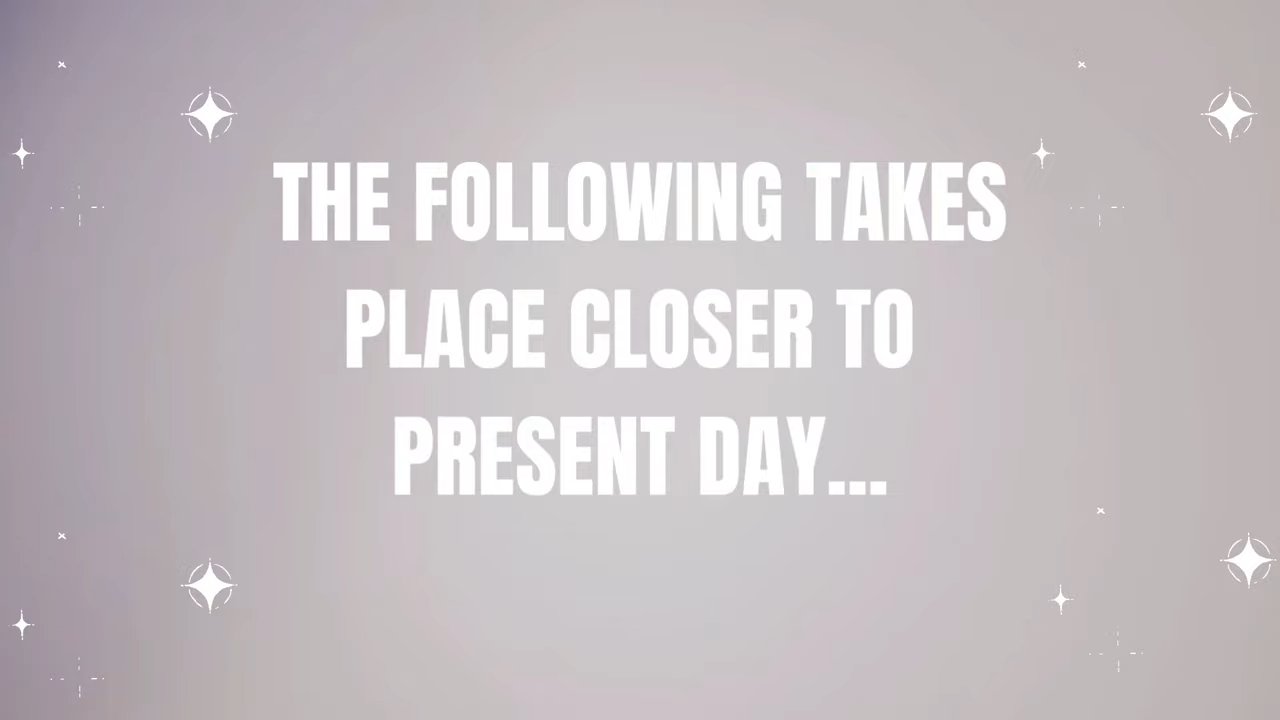 THE FOLLOWING TAKES
PLACE CLOSER TO
PRESENT DAY...